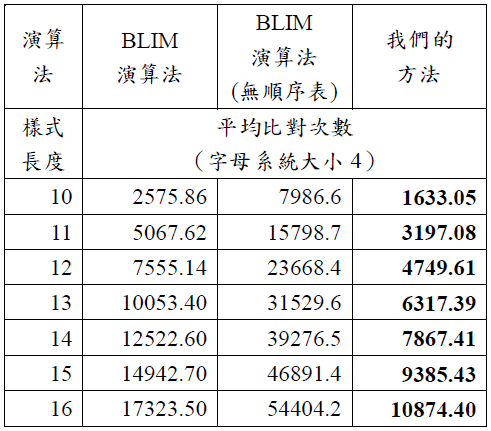 演算法 BLIM 演算法 BLIM 演算法 (無順序表) 我們的方法
樣式長度 平均比對次數 （字母系統大小 4）
10 2575.86 7986.6 1633.05
11 5067.62 15798.7 3197.08
12 7555.14 23668.4 4749.61
13 10053.40 31529.6 6317.39
14 12522.60 39276.5 7867.41
15 14942.70 46891.4 9385.43
16 17323.50 54404.2 10874.40